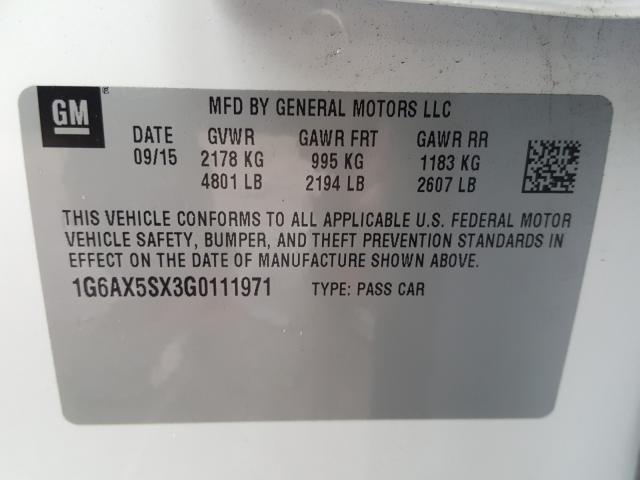 GM
MFD BY GENERAL MOTORS LLC
DATE GVWR GAWR FRT GAWR RR
09/15 2178 KG 995 KG 1183 KG
4801 LB 2194 LB 2607 LB
THIS VEHICLE CONFORMS TO ALL APPLICABLE U.S. FEDERAL MOTOR
VEHICLE SAFETY, BUMPER, AND THEFT PREVENTION STANDARDS IN
EFFECT ON THE DATE OF MANUFACTURE SHOWN ABOVE.
1G6AX5SX3G0111971 TYPE: PASS CAR